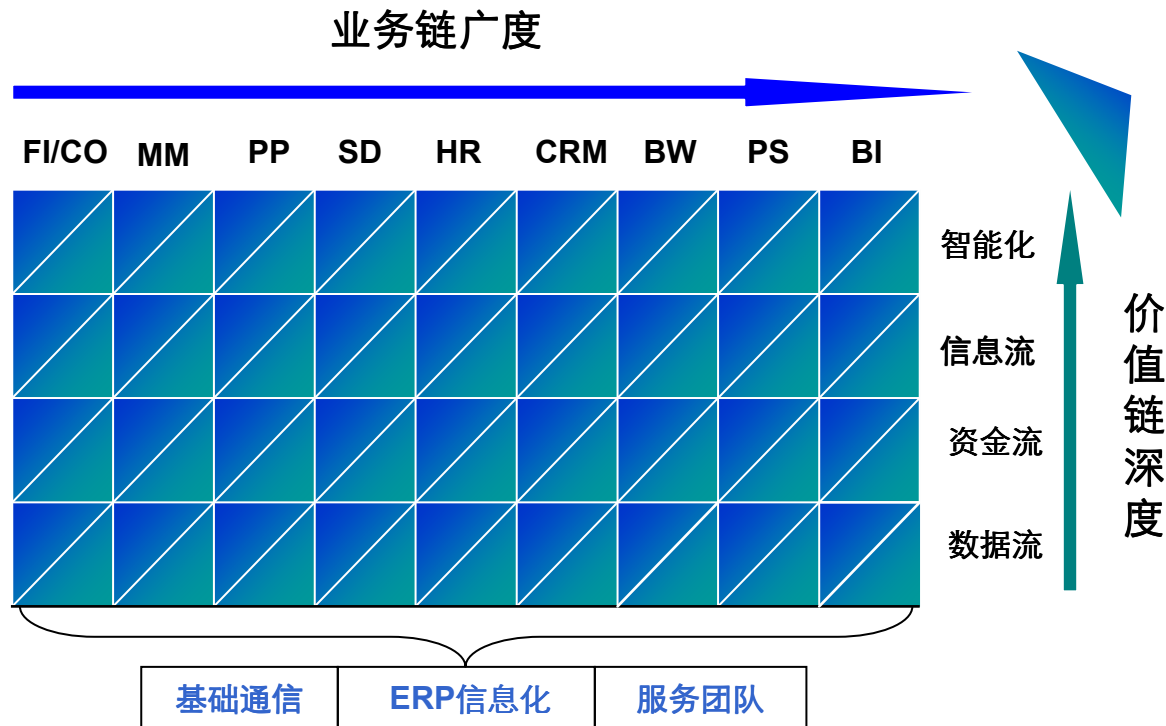 业务链广度
FI/CO MM PP SD HR CRM BW PS BI
智能化
信息流
资金流
数据流
价值链深度
基础通信 ERP信息化 服务团队